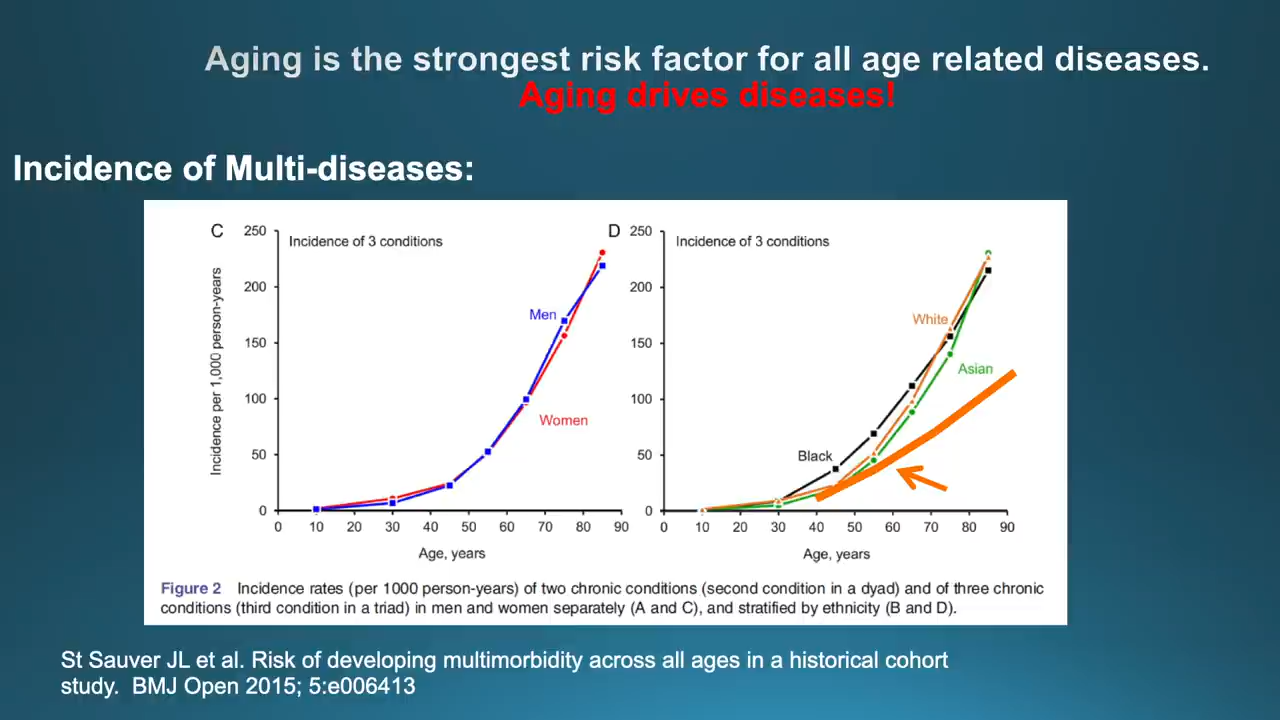 Aging is the strongest risk factor for all age related diseases.
Aging drives diseases!
Incidence of Multi-diseases:
C
Incidence of 3 conditions
Incidence per 1,000 person-years
250
200
150
100
50
0
Men
Women
0 10 20 30 40 50 60 70 80 90
Age, years
D
Incidence of 3 conditions
250
200
150
100
50
0
White
Asian
Black
0 10 20 30 40 50 60 70 80 90
Age, years
Figure 2 Incidence rates (per 1000 person-years) of two chronic conditions (second condition in a dyad) and of three chronic
conditions (third condition in a triad) in men and women separately (A and C), and stratified by ethnicity (B and D).
St Sauver JL et al. Risk of developing multimorbidity across all ages in a historical cohort
study. BMJ Open 2015; 5:e006413